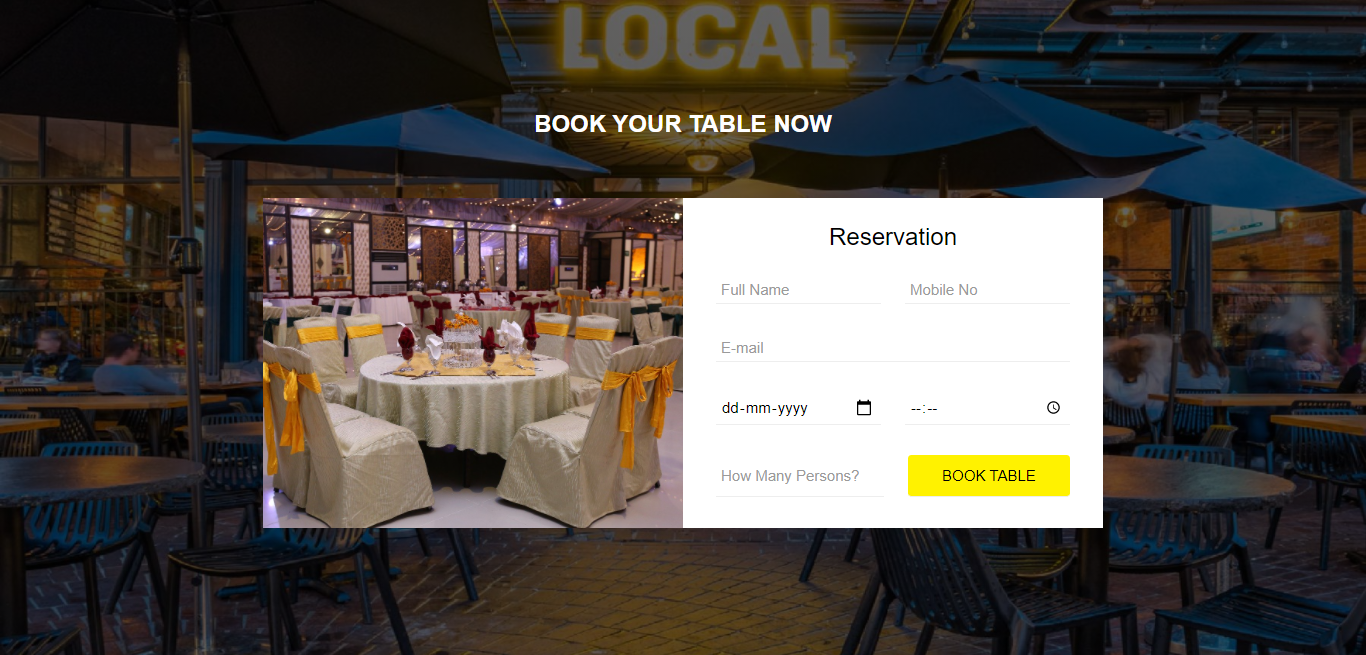 LOCAL
BOOK YOUR TABLE NOW
Reservation
Full Name Mobile No
E-mail
dd-mm-yyyy --:--
How Many Persons? BOOK TABLE